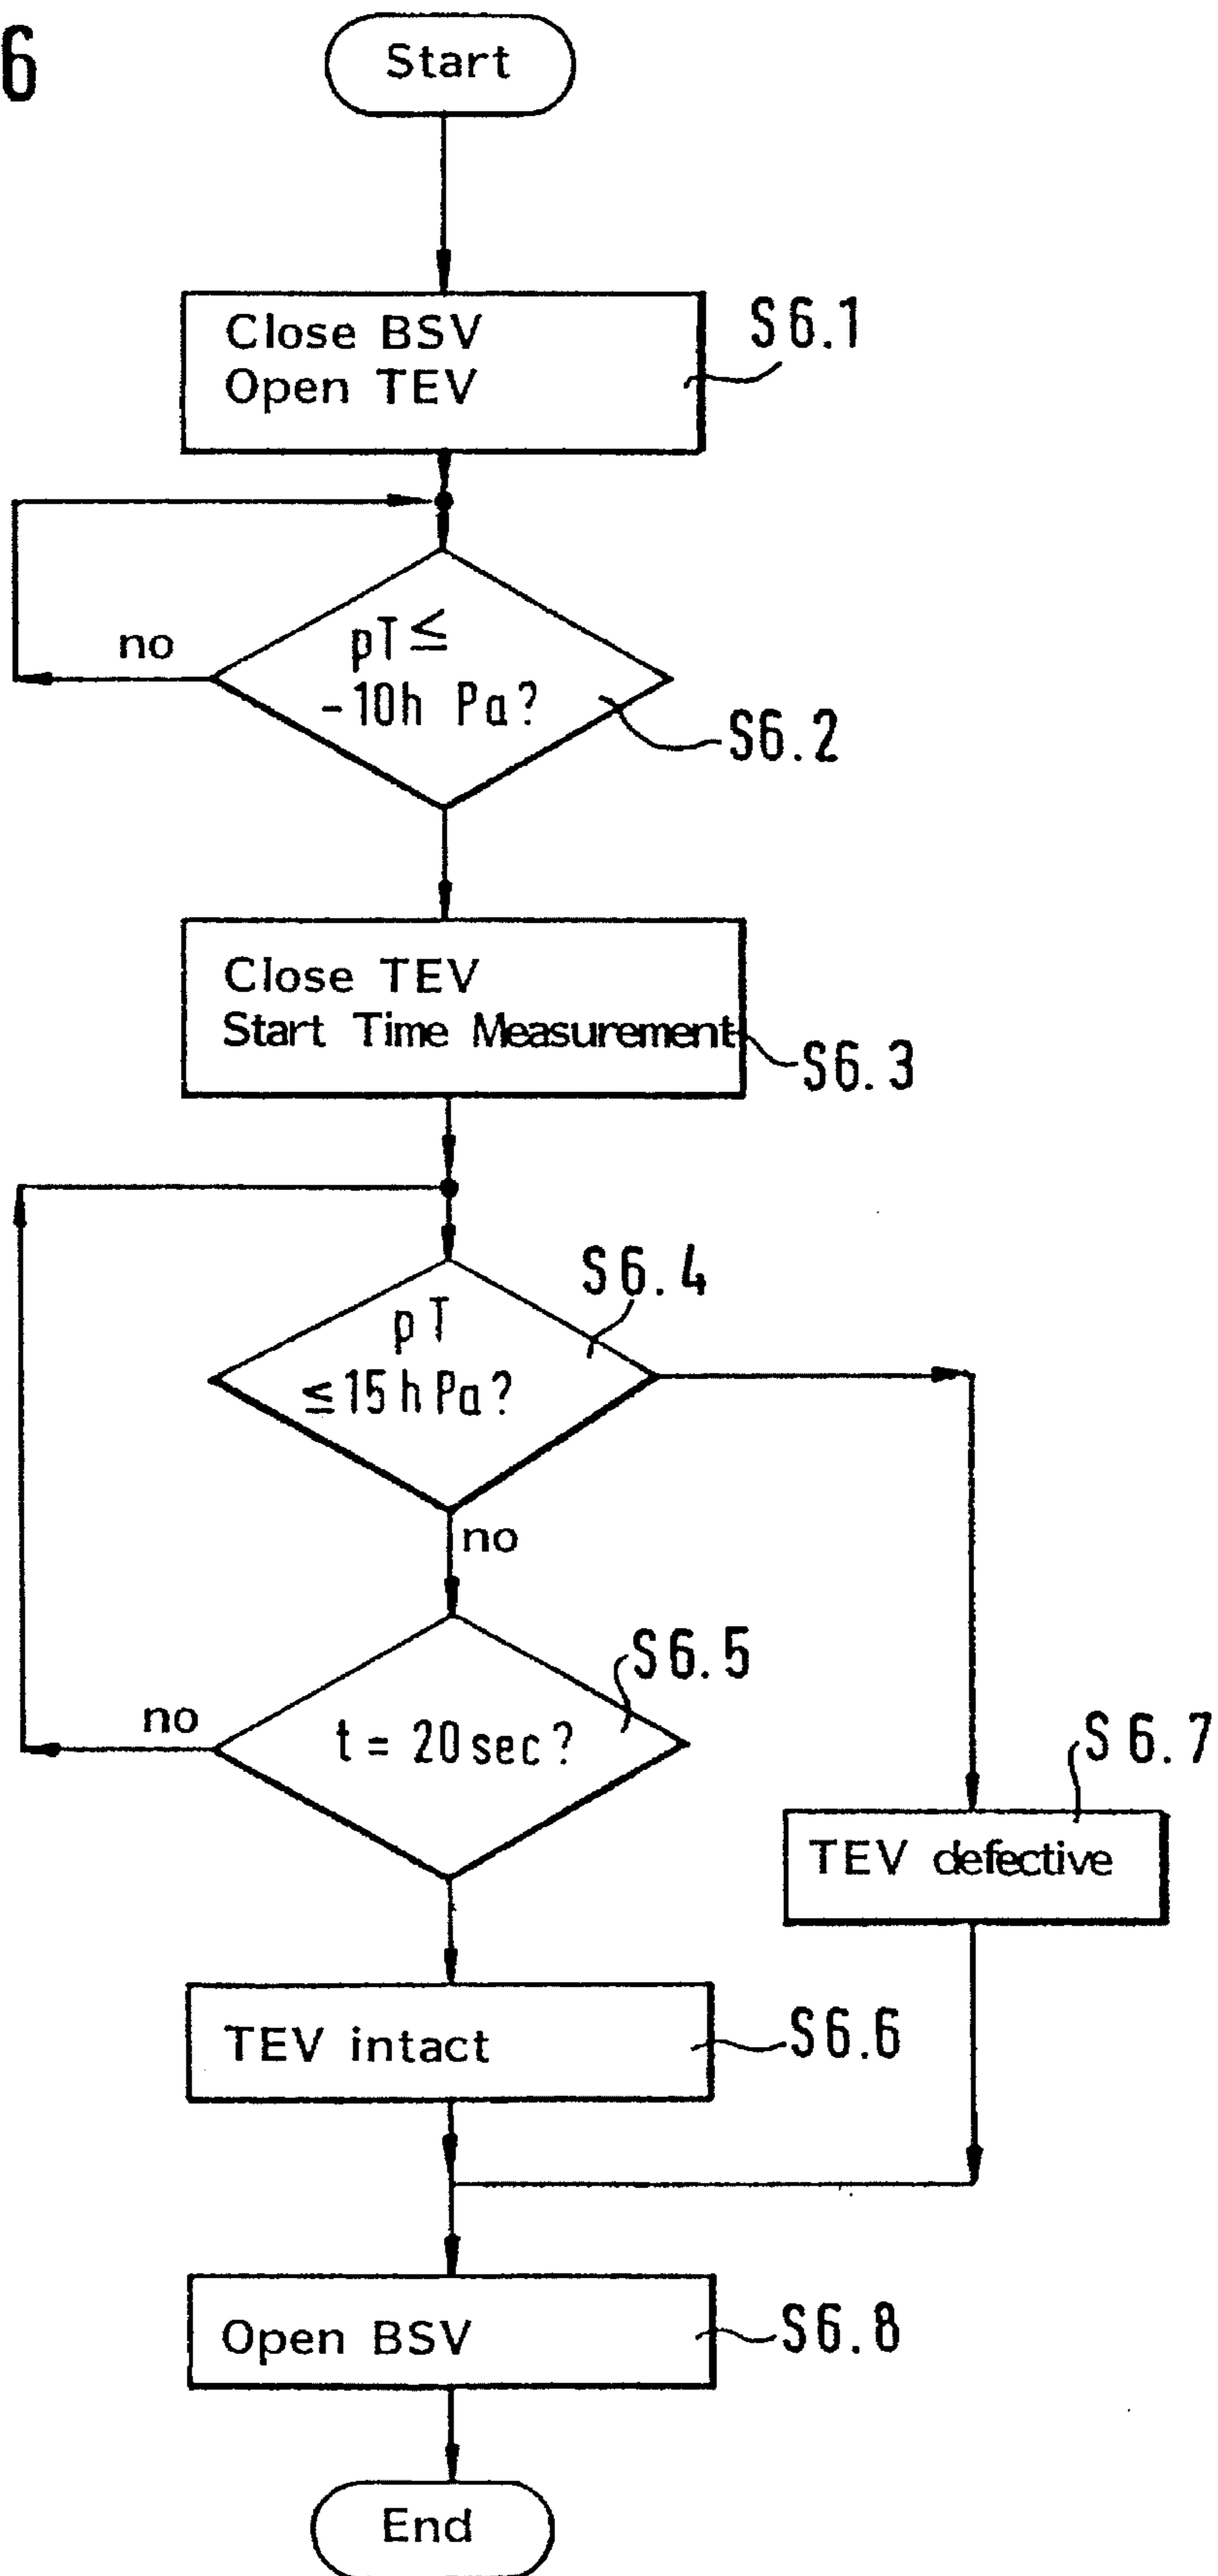 6
Start
Close BSV
Open TEV
S6.1
no
pT ≤
-10h Pa?
S6.2
Close TEV
Start Time Measurement
S6.3
S6.4
pT
≤ 15 h Pa?
no
S6.5
no
t = 20 sec?
S6.7
TEV defective
TEV intact
S6.6
Open BSV
S6.8
End